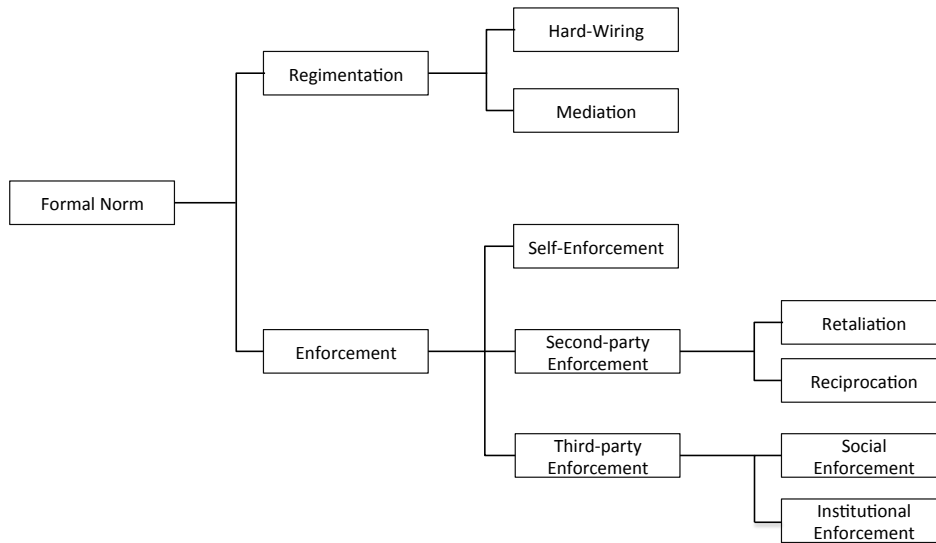 Hard-Wiring
Regimentation
Mediation
Formal Norm
Self-Enforcement
Retaliation
Enforcement
Second-party
Enforcement
Reciprocation
Third-party
Enforcement
Social
Enforcement
Institutional
Enforcement